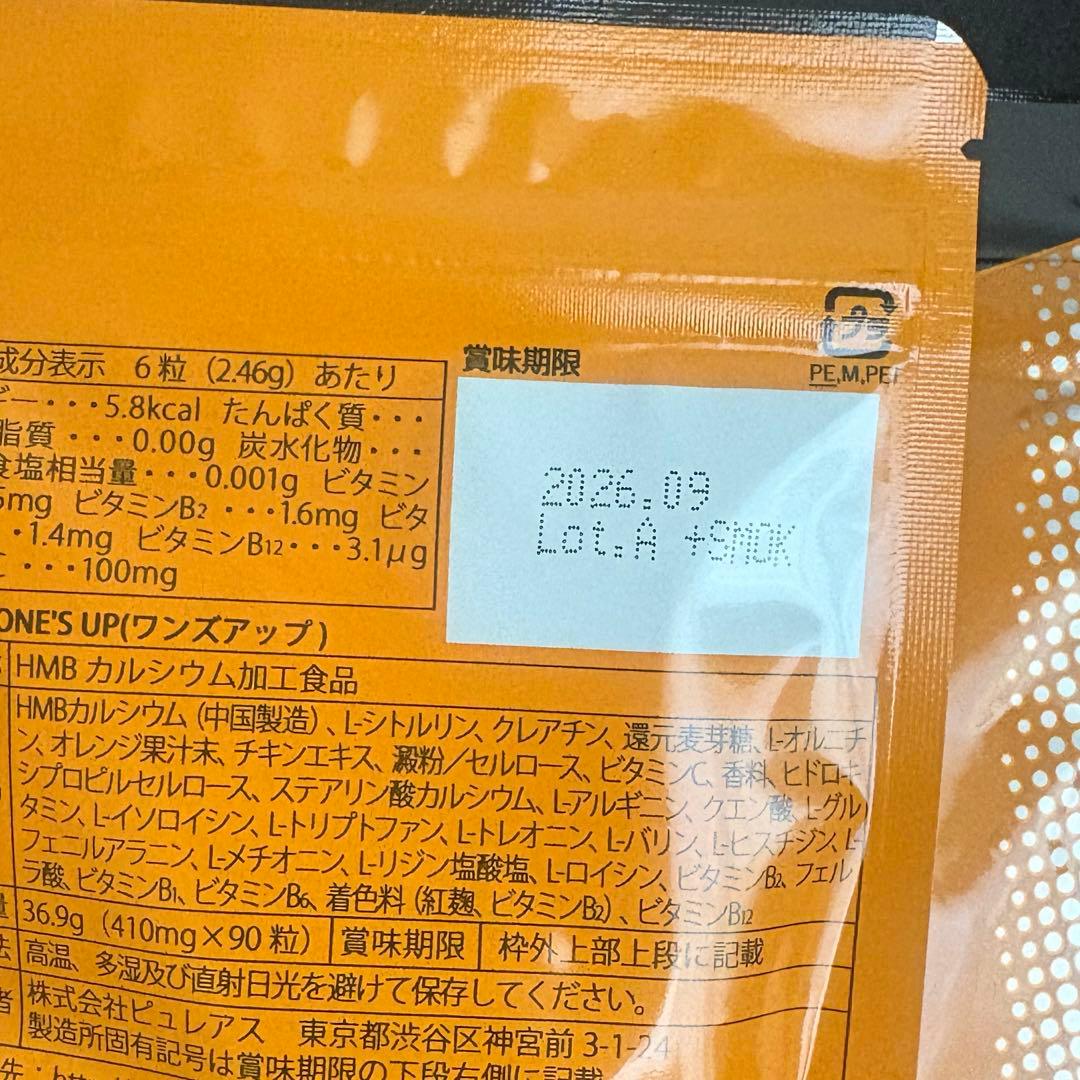 プラ
PE,M,PET
賞味期限
2026.09
Lot.A +SMOK
成分表示 6粒（2.46g）あたり
ー・・・5.8kcal たんぱく質・・・
脂質・・・0.00g 炭水化物・・・
食塩相当量・・・0.001g ビタミン
5mg ビタミンB2・・・1.6mg ビタ
・1.4mg ビタミンB12・・・3.1μg
・・・100mg
ONE'S UP(ワンズアップ)
HMBカルシウム加工食品
HMBカルシウム（中国製造）、L-シトルリン、クレアチン、還元麦芽糖、L-オルニチ
ン、オレンジ果汁末、チキンエキス、澱粉／セルロース、ビタミンC、香料、ヒドロキ
シプロピルセルロース、ステアリン酸カルシウム、L-アルギニン、クエン酸、L-グル
タミン、L-イソロイシン、L-トリプトファン、L-トレオニン、L-バリン、L-ヒスチジン、L-
フェニルアラニン、L-メチオニン、L-リジン塩酸塩、L-ロイシン、ビタミンB2、フェル
ラ酸、ビタミンB1、ビタミンB6、着色料（紅麹、ビタミンB2）、ビタミンB12
量 36.9g（410mg×90粒） 賞味期限 枠外上部上段に記載
法 高温、多湿及び直射日光を避けて保存してください。
者 株式会社ピュレアス 東京都渋谷区神宮前3-1-24
製造所固有記号は賞味期限の下段右側に記載
先：